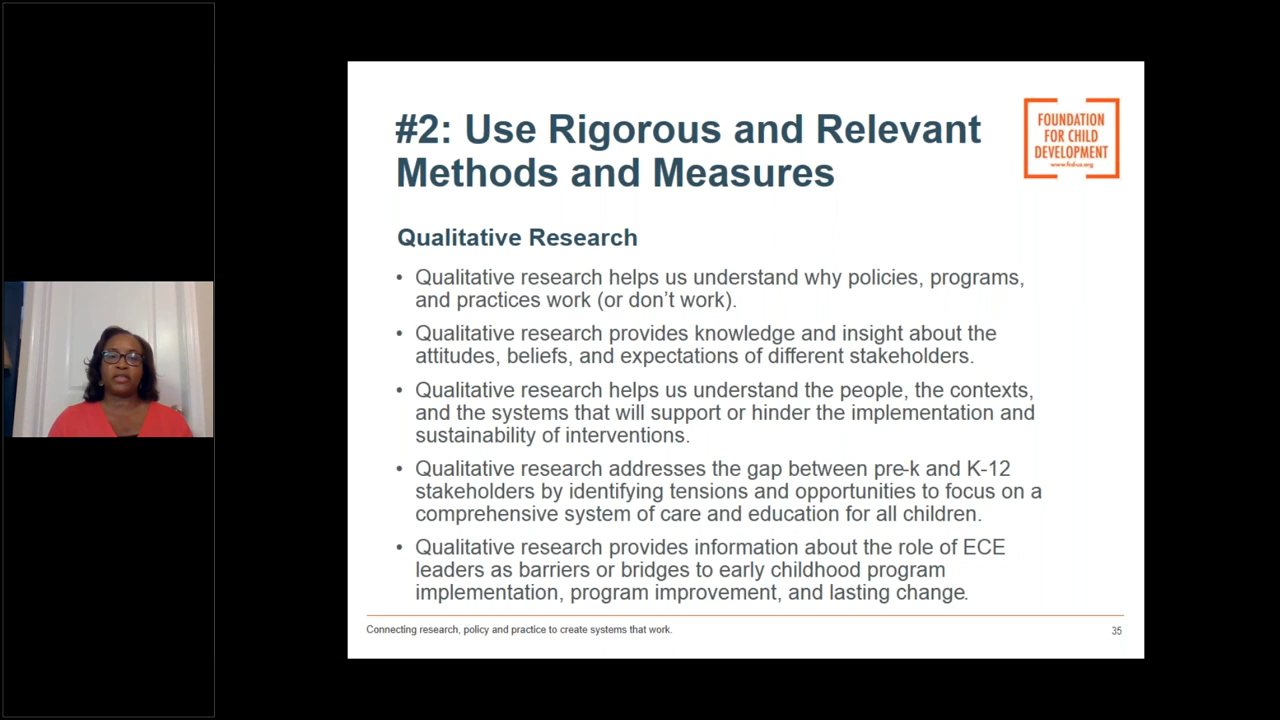 #2: Use Rigorous and Relevant
Methods and Measures
FOUNDATION
FOR CHILD
DEVELOPMENT
www.fcd-us.org
Qualitative Research
• Qualitative research helps us understand why policies, programs,
and practices work (or don’t work).
• Qualitative research provides knowledge and insight about the
attitudes, beliefs, and expectations of different stakeholders.
• Qualitative research helps us understand the people, the contexts,
and the systems that will support or hinder the implementation and
sustainability of interventions.
• Qualitative research addresses the gap between pre-k and K-12
stakeholders by identifying tensions and opportunities to focus on a
comprehensive system of care and education for all children.
• Qualitative research provides information about the role of ECE
leaders as barriers or bridges to early childhood program
implementation, program improvement, and lasting change.
Connecting research, policy and practice to create systems that work.
35